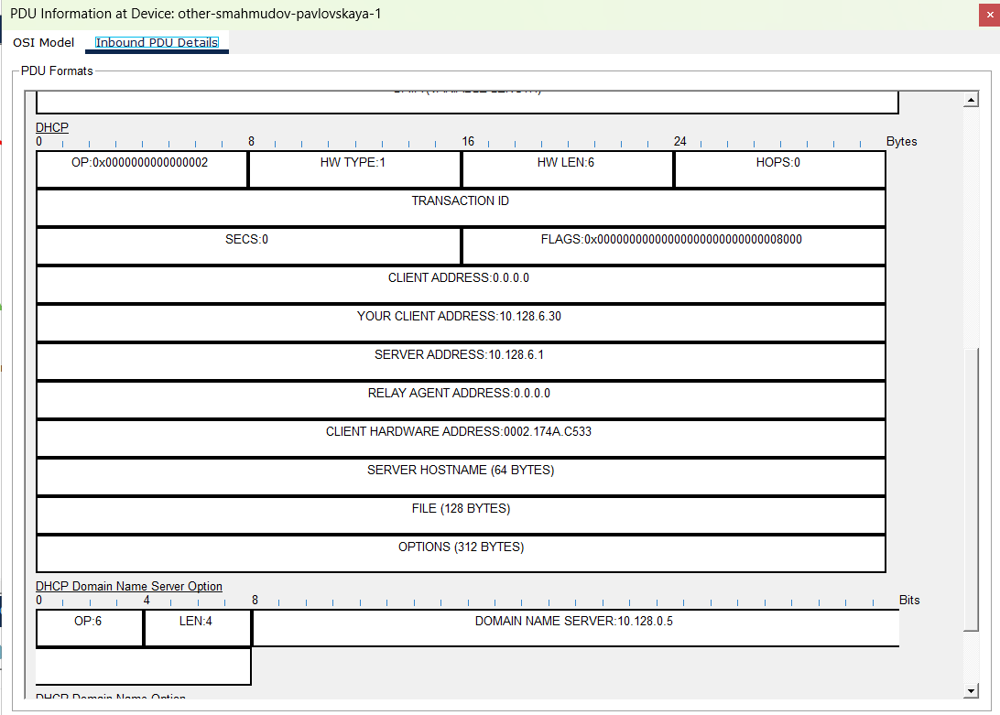 PDU Information at Device: other-smahmudov-pavlovskaya-1
OSI Model Inbound PDU Details
PDU Formats
DHCP
0 8 16 24 Bytes
OP:0x0000000000000002 HW TYPE:1 HW LEN:6 HOPS:0
TRANSACTION ID
SECS:0 FLAGS:0x00000000000000000000000000008000
CLIENT ADDRESS:0.0.0.0
YOUR CLIENT ADDRESS:10.128.6.30
SERVER ADDRESS:10.128.6.1
RELAY AGENT ADDRESS:0.0.0.0
CLIENT HARDWARE ADDRESS:0002.174A.C533
SERVER HOSTNAME (64 BYTES)
FILE (128 BYTES)
OPTIONS (312 BYTES)
DHCP Domain Name Server Option
0 4 8 Bits
OP:6 LEN:4 DOMAIN NAME SERVER:10.128.0.5
DHCP Domain Name Option